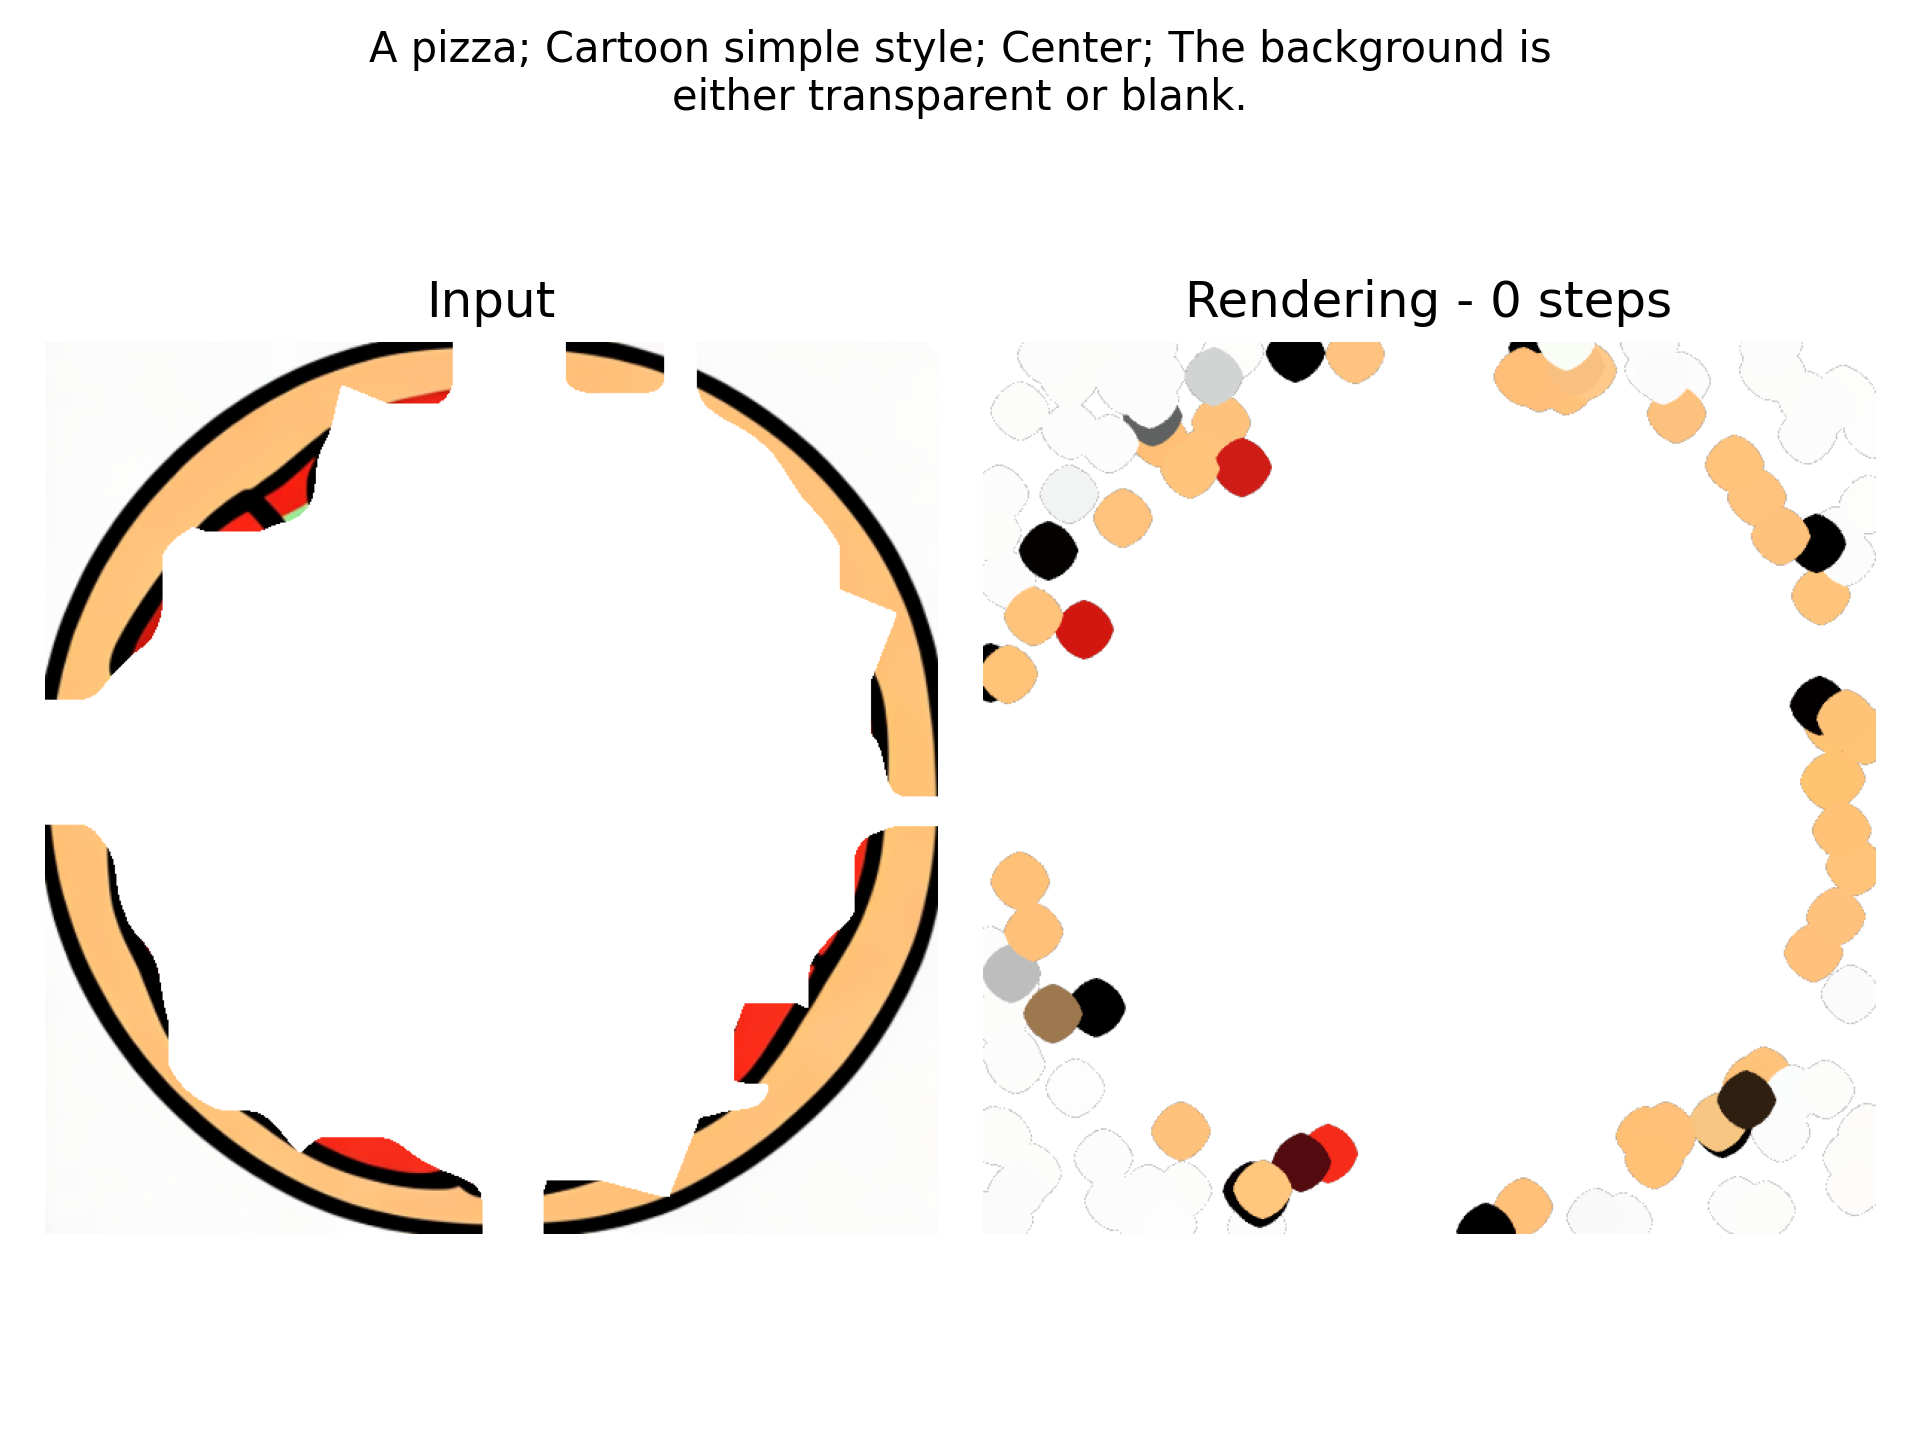 A pizza; Cartoon simple style; Center; The background is
either transparent or blank.
Input
Rendering - 0 steps